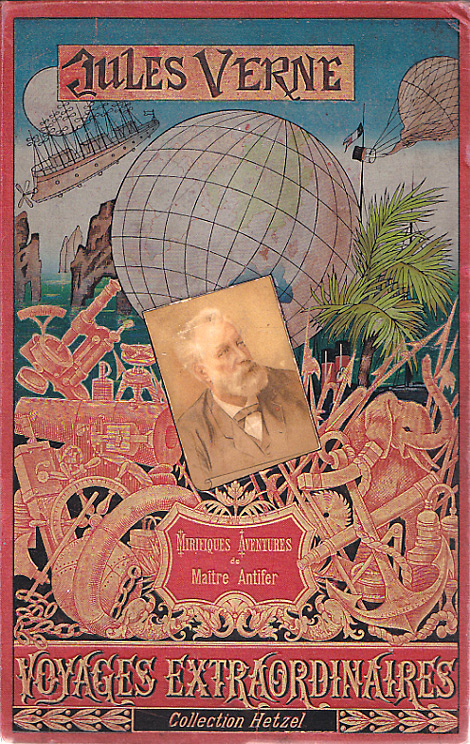 JULES VERNE
MIRIFIQUES AVENTURES
de
Maître Antifer
VOYAGES EXTRAORDINAIRES
Collection Hetzel